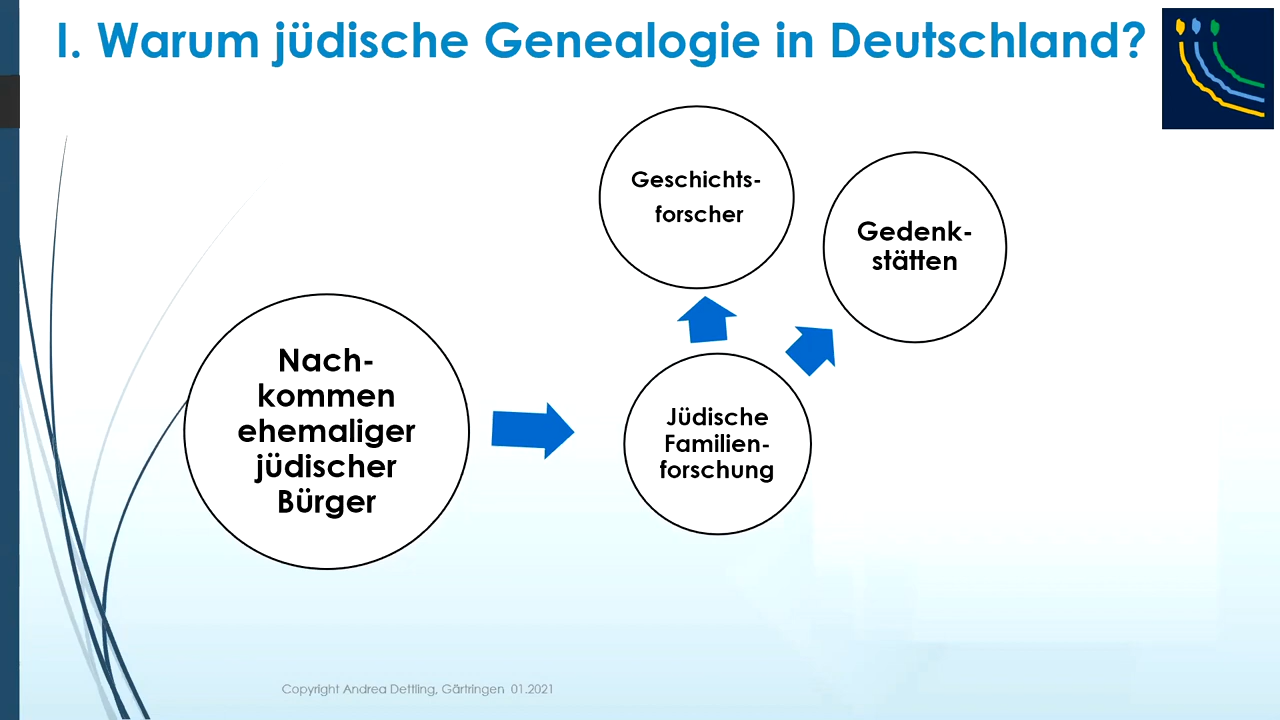 I. Warum jüdische Genealogie in Deutschland?
Geschichts-
forscher
Gedenk-
stätten
Nach-
kommen
ehemaliger
jüdischer
Bürger
Jüdische
Familien-
forschung
Copyright Andrea Dettling, Gärtringen 01.2021